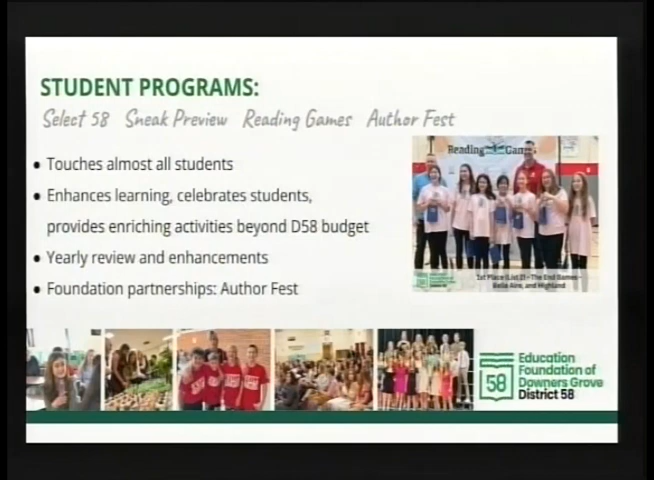 STUDENT PROGRAMS:
Select 58 Sneak Preview Reading Games Author Fest
• Touches almost all students
• Enhances learning, celebrates students,
provides enriching activities beyond D58 budget
• Yearly review and enhancements
• Foundation partnerships: Author Fest
Reading Games
1st Place (List 2) - The End Games -
Belle Aire, and Highland
58
Education
Foundation of
Downers Grove
District 58